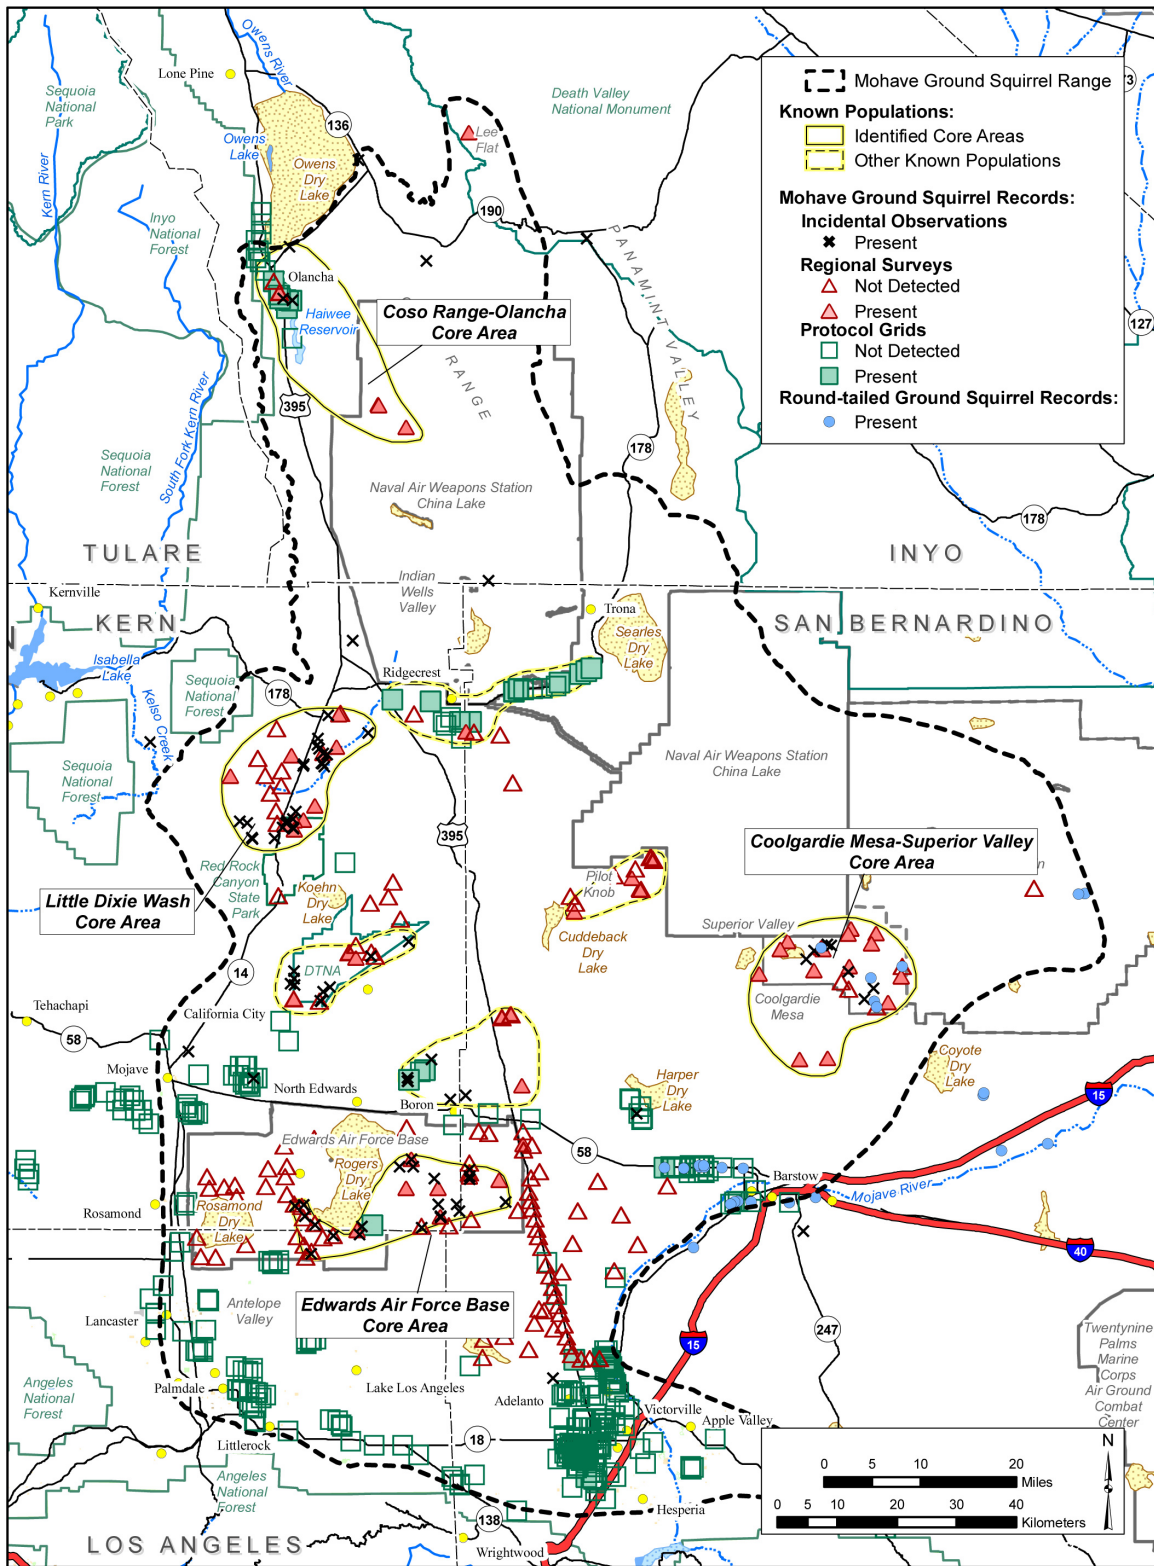 Lone Pine
Owens River
Sequoia
National
Park
Kern River
Owens
Lake
Owens
Dry
Lake
136
Lee
Flat
Death Valley
National Monument
Inyo
National
Forest
190
PANAMINT VALLEY
Olancha
Haiwee
Reservoir
Coso Range-Olancha
Core Area
RANGE
395
South Fork Kern River
Sequoia
National
Forest
178
Naval Air Weapons Station
China Lake
178
127
Mohave Ground Squirrel Range
Known Populations:
Identified Core Areas
Other Known Populations
Mohave Ground Squirrel Records:
Incidental Observations
Present
Regional Surveys
Not Detected
Present
Protocol Grids
Not Detected
Present
Round-tailed Ground Squirrel Records:
Present
TULARE
INYO
Kernville
KERN
Indian
Wells
Valley
Trona
Searles
Dry
Lake
SAN BERNARDINO
Isabella
Lake
Kelso Creek
Sequoia
National
Forest
178
Ridgecrest
Sequoia
National
Forest
Naval Air Weapons Station
China Lake
395
Coolgardie Mesa-Superior Valley
Core Area
Little Dixie Wash
Core Area
Red Rock
Canyon
State
Park
Koehn
Dry
Lake
Pilot
Knob
Cuddeback
Dry
Lake
Superior Valley
Coolgardie
Mesa
14
DTNA
California City
Tehachapi
58
Mojave
North Edwards
Boron
Harper
Dry
Lake
Coyote
Dry
Lake
15
Edwards Air Force Base
Rogers
Dry
Lake
58
Barstow
Mojave River
Rosamond
Rosamond
Dry
Lake
40
Edwards Air Force Base
Core Area
Antelope
Valley
Lancaster
15
247
Twentynine
Palms
Marine
Corps
Air Ground
Combat
Center
Angeles
National
Forest
Palmdale
Lake Los Angeles
Adelanto
Victorville
Apple Valley
Littlerock
18
Angeles
National
Forest
Hesperia
138
Wrightwood
LOS ANGELES
N
0 5 10 20
Miles
0 5 10 20 30 40
Kilometers